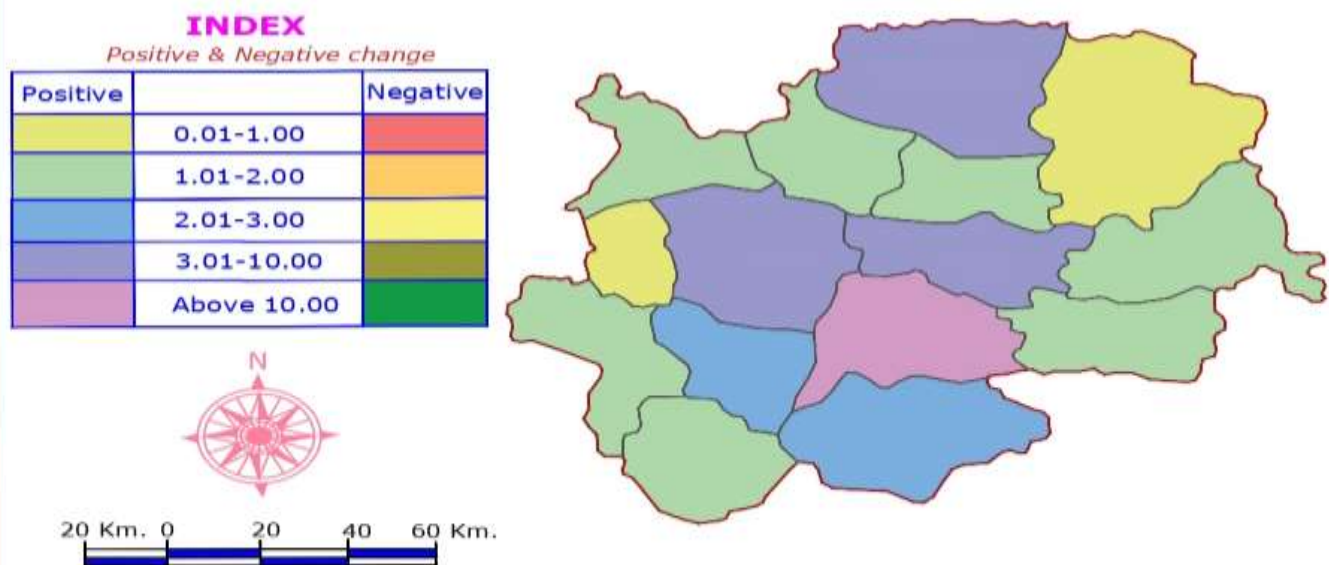 INDEX
Positive & Negative change
Positive Negative
0.01-1.00
1.01-2.00
2.01-3.00
3.01-10.00
Above 10.00
N
20 Km. 0 20 40 60 Km.